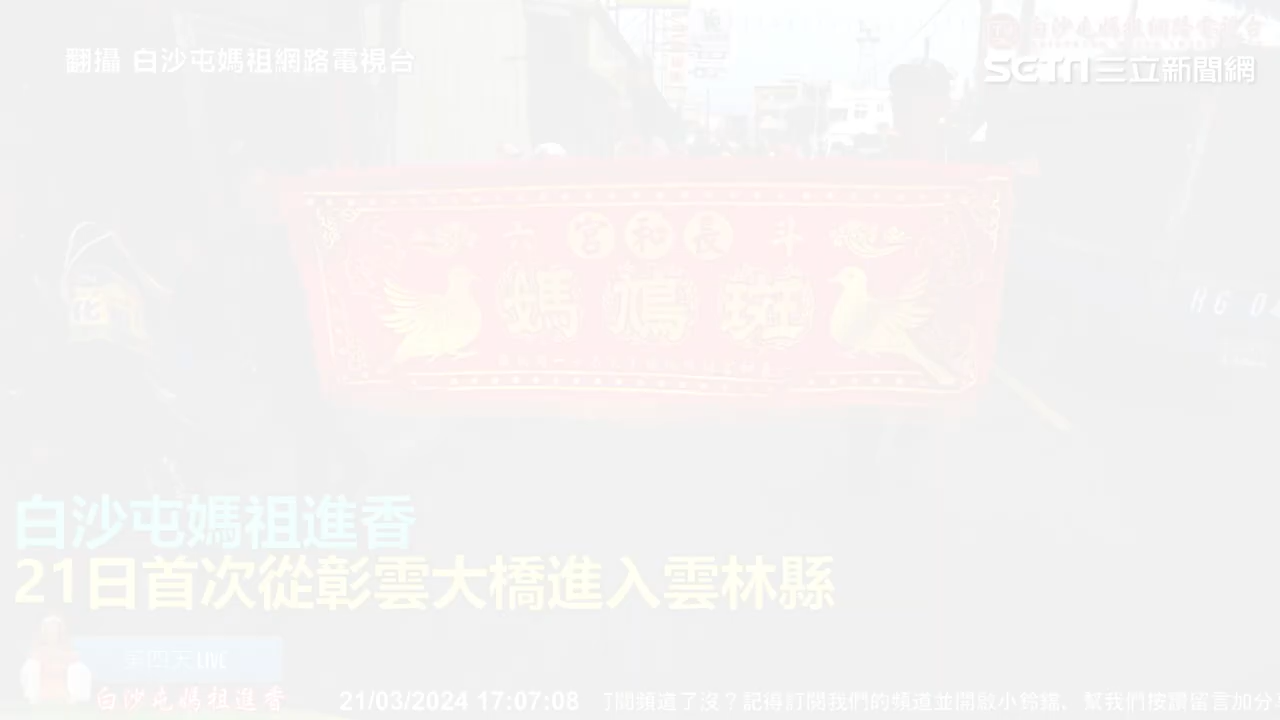 翻攝 白沙屯媽祖網路電視台
白沙屯媽祖網路電視台
SETN三立新聞網
斗 長和宮 六
斑鳩媽
白沙屯媽祖進香
21日首次從彰雲大橋進入雲林縣
第四天 LIVE
白沙屯媽祖進香
21/03/2024 17:07:08
閱頻道了沒？記得訂閱我們的頻道並開啟小鈴鐺，幫我們按讚留言加分